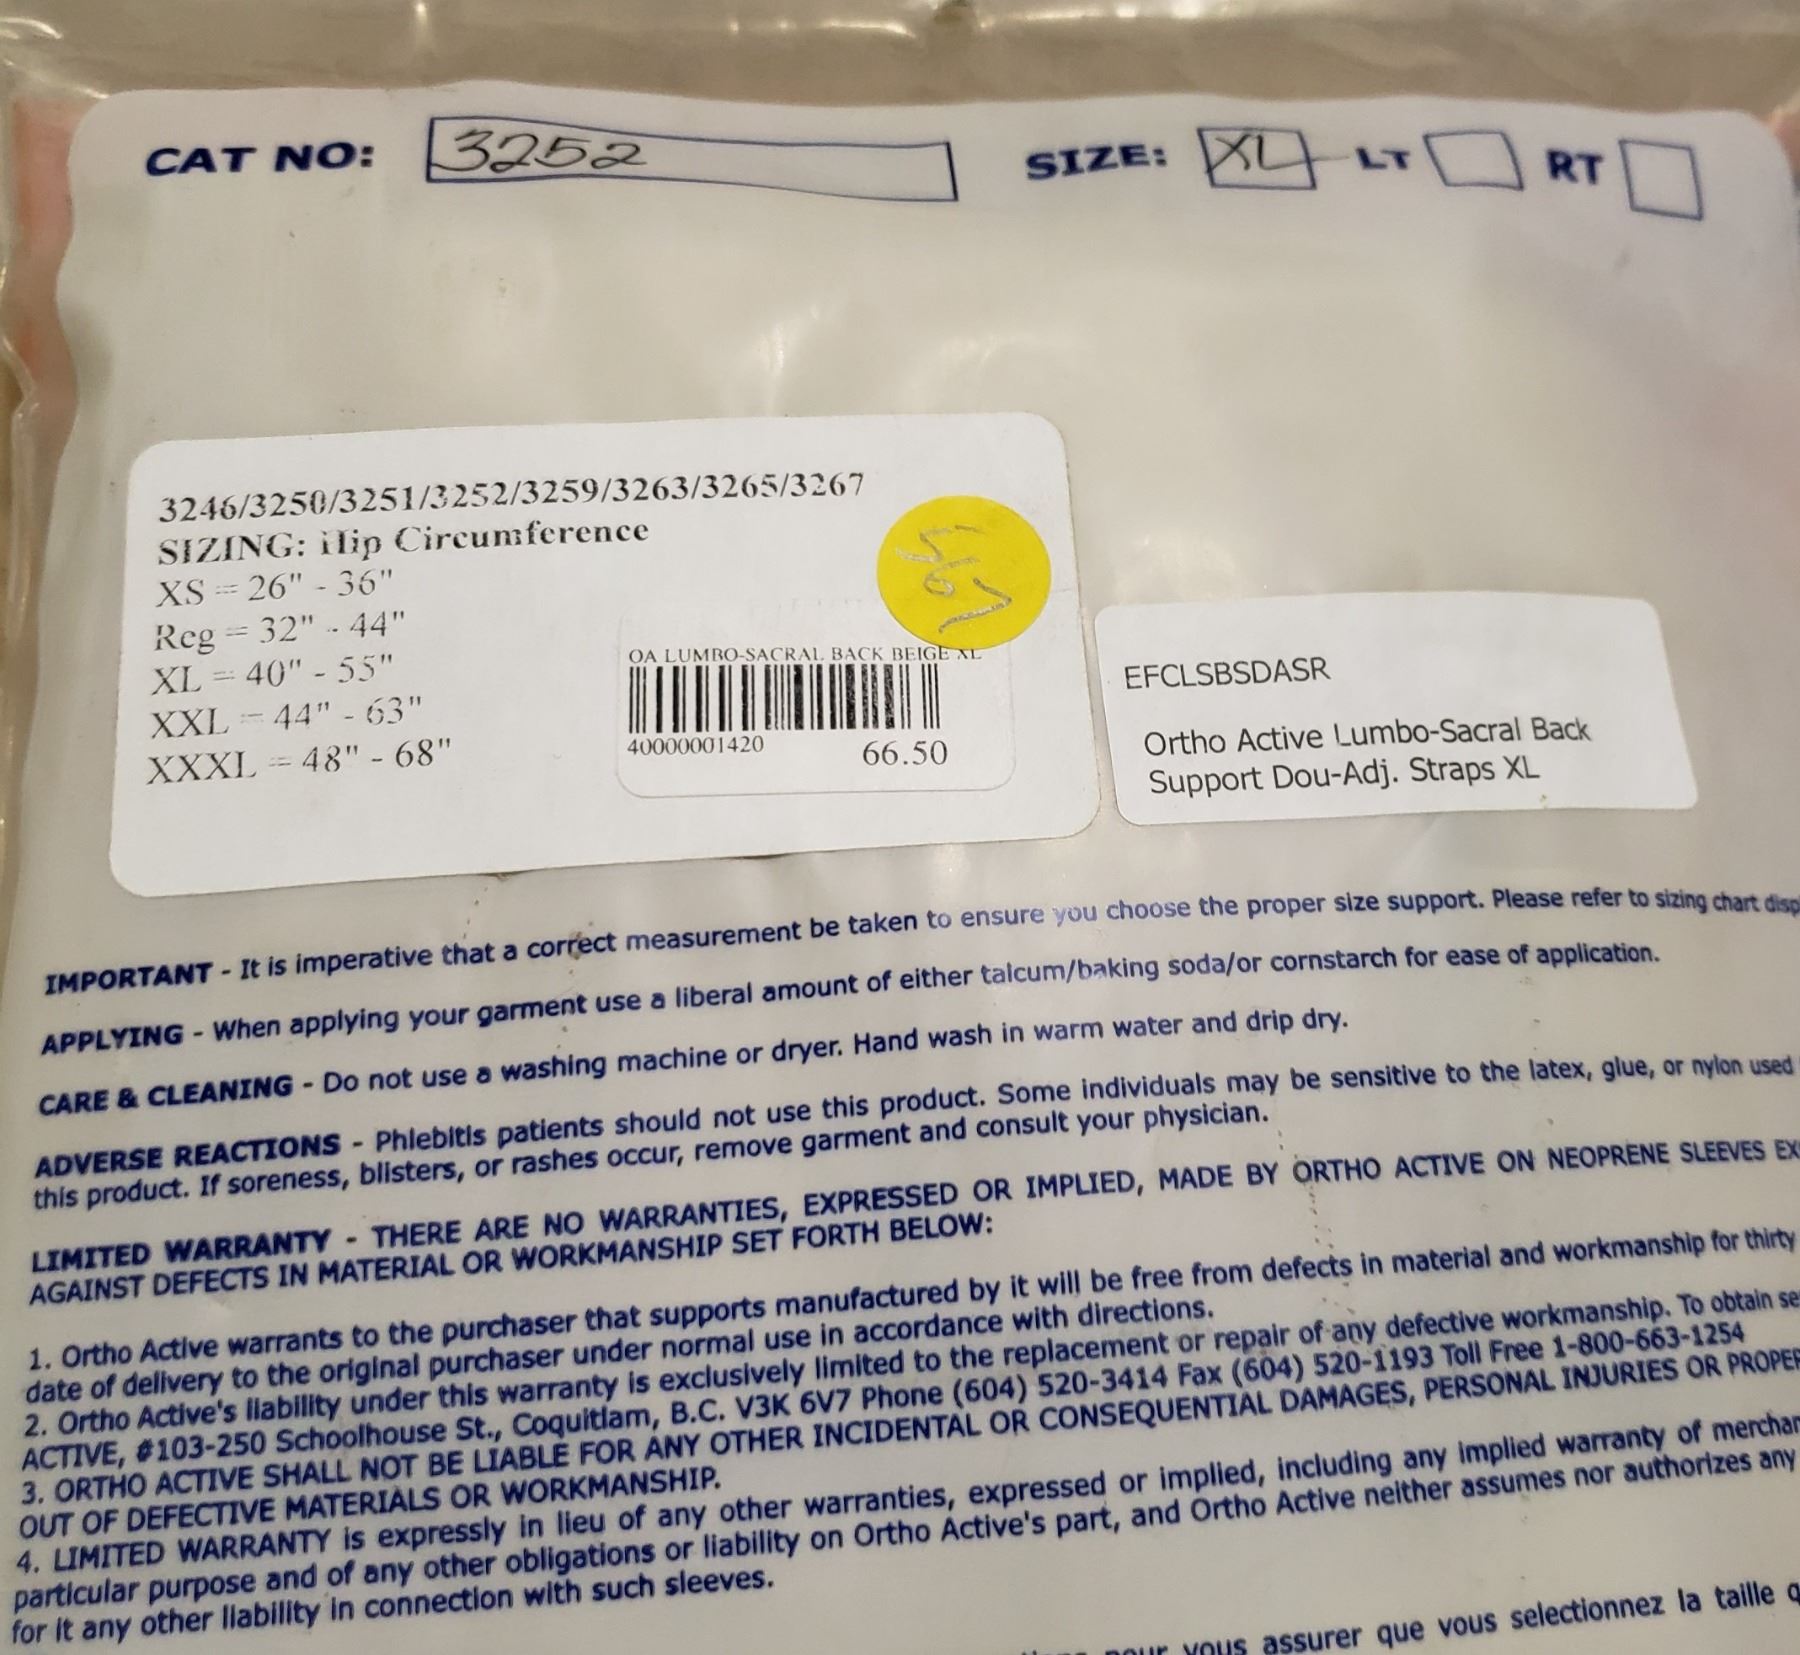 CAT NO: 3252 SIZE: XL LT RT
3246/3250/3251/3252/3259/3263/3265/3267
SIZING: Hip Circumference
XS = 26" - 36"
Reg = 32" - 44"
XL = 40" - 55"
XXL = 44" - 63"
XXXL = 48" - 68"
OA LUMBO-SACRAL BACK BEIGE XL
40000001420 66.50
EFCLSBSDASR
Ortho Active Lumbo-Sacral Back
Support Dou-Adj. Straps XL
IMPORTANT - It is imperative that a correct measurement be taken to ensure you choose the proper size support. Please refer to sizing chart disp
APPLYING - When applying your garment use a liberal amount of either talcum/baking soda/or cornstarch for ease of application.
CARE & CLEANING - Do not use a washing machine or dryer. Hand wash in warm water and drip dry.
ADVERSE REACTIONS - Phlebitis patients should not use this product. Some individuals may be sensitive to the latex, glue, or nylon used
this product. If soreness, blisters, or rashes occur, remove garment and consult your physician.
LIMITED WARRANTY - THERE ARE NO WARRANTIES, EXPRESSED OR IMPLIED, MADE BY ORTHO ACTIVE ON NEOPRENE SLEEVES EX
AGAINST DEFECTS IN MATERIAL OR WORKMANSHIP SET FORTH BELOW:
1. Ortho Active warrants to the purchaser that supports manufactured by it will be free from defects in material and workmanship for thirty
date of delivery to the original purchaser under normal use in accordance with directions.
2. Ortho Active's liability under this warranty is exclusively limited to the replacement or repair of any defective workmanship. To obtain se
ACTIVE, #103-250 Schoolhouse St., Coquitlam, B.C. V3K 6V7 Phone (604) 520-3414 Fax (604) 520-1193 Toll Free 1-800-663-1254
3. ORTHO ACTIVE SHALL NOT BE LIABLE FOR ANY OTHER INCIDENTAL OR CONSEQUENTIAL DAMAGES, PERSONAL INJURIES OR PROPER
OUT OF DEFECTIVE MATERIALS OR WORKMANSHIP.
4. LIMITED WARRANTY is expressly in lieu of any other warranties, expressed or implied, including any implied warranty of merchan
particular purpose and of any other obligations or liability on Ortho Active's part, and Ortho Active neither assumes nor authorizes any
for it any other liability in connection with such sleeves.
pour vous assurer que vous selectionnez la taille q